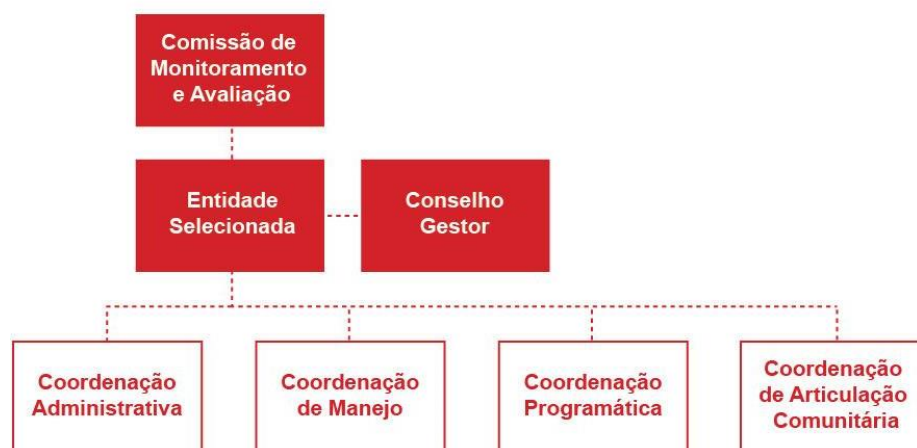 Comissão de
Monitoramento
e Avaliação
Entidade
Selecionada
Conselho
Gestor
Coordenação
Administrativa
Coordenação
de Manejo
Coordenação
Programática
Coordenação
de Articulação
Comunitária